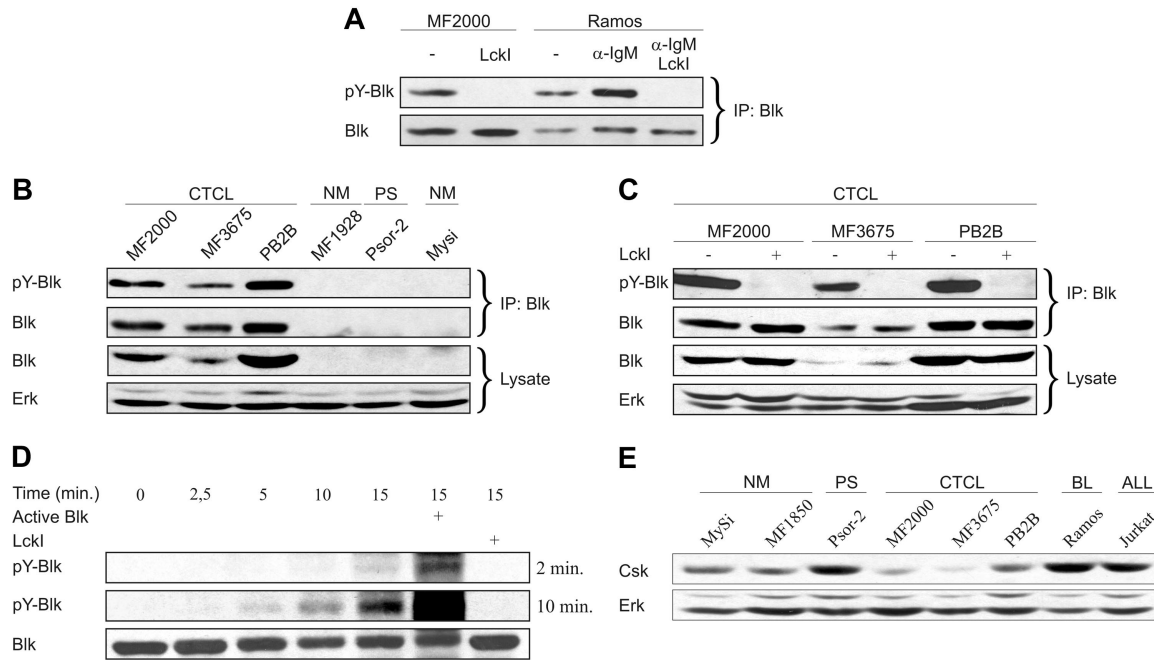 A
MF2000 Ramos
- LckI - α-IgM α-IgM LckI
pY-Blk
Blk
IP: Blk
B
CTCL NM PS NM
MF2000 MF3675 PB2B MF1928 Psor-2 Mysi
pY-Blk
Blk
IP: Blk
Blk
Erk
Lysate
C
CTCL
MF2000 MF3675 PB2B
LckI - + - + - +
pY-Blk
Blk
IP: Blk
Blk
Erk
Lysate
D
Time (min.) 0 2,5 5 10 15 15 15
Active Blk +
LckI +
pY-Blk 2 min.
pY-Blk 10 min.
Blk
E
NM PS CTCL BL ALL
MySi MF1850 Psor-2 MF2000 MF3675 PB2B Ramos Jurkat
Csk
Erk